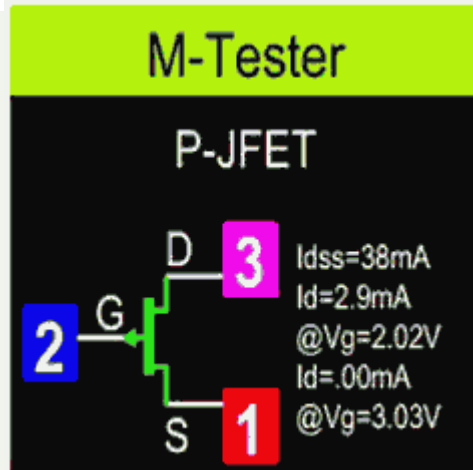 M-Tester
P-JFET
D
3
Idss=38mA
Id=2.9mA
2
G
@Vg=2.02V
Id=.00mA
S
1
@Vg=3.03V